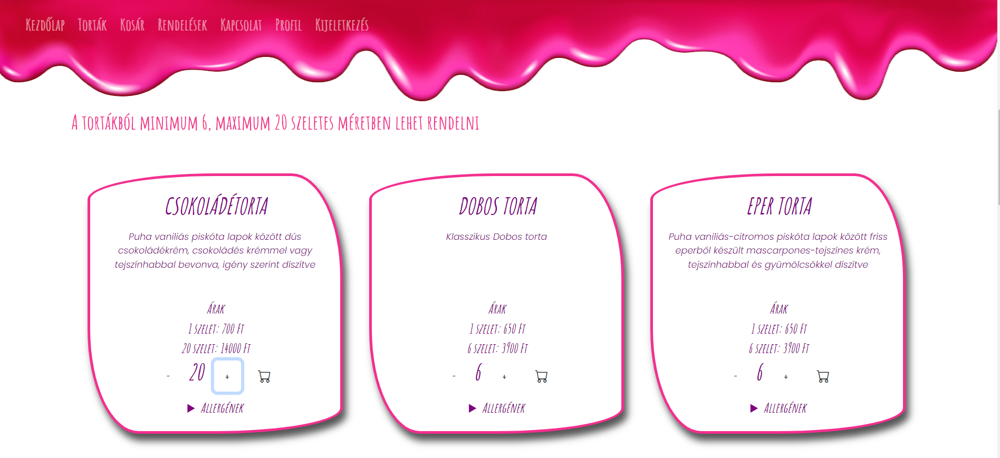 Kezdőlap Torták Kosár Rendelések Kapcsolat Profil Kijeletkezés
A tortákból minimum 6, maximum 20 szeletes méretben lehet rendelni
CSOKOLÁDÉTORTA
Puha vaniliás piskóta lapok között dús
csokoládékrém, csokoládés krémmel vagy
tejszínhabbal bevonva, igény szerint díszítve
Árak
1 szelet: 700 Ft
20 szelet: 14000 Ft
- 20 +
Allergének
DOBOS TORTA
Klasszikus Dobos torta
Árak
1 szelet: 650 Ft
6 szelet: 3900 Ft
- 6 +
Allergének
EPER TORTA
Puha vaniliás-citromos piskóta lapok között friss
eperből készült mascarpones-tejszínes krém,
tejszínhabbal és gyümölcsökkel díszítve
Árak
1 szelet: 650 Ft
6 szelet: 3900 Ft
- 6 +
Allergének